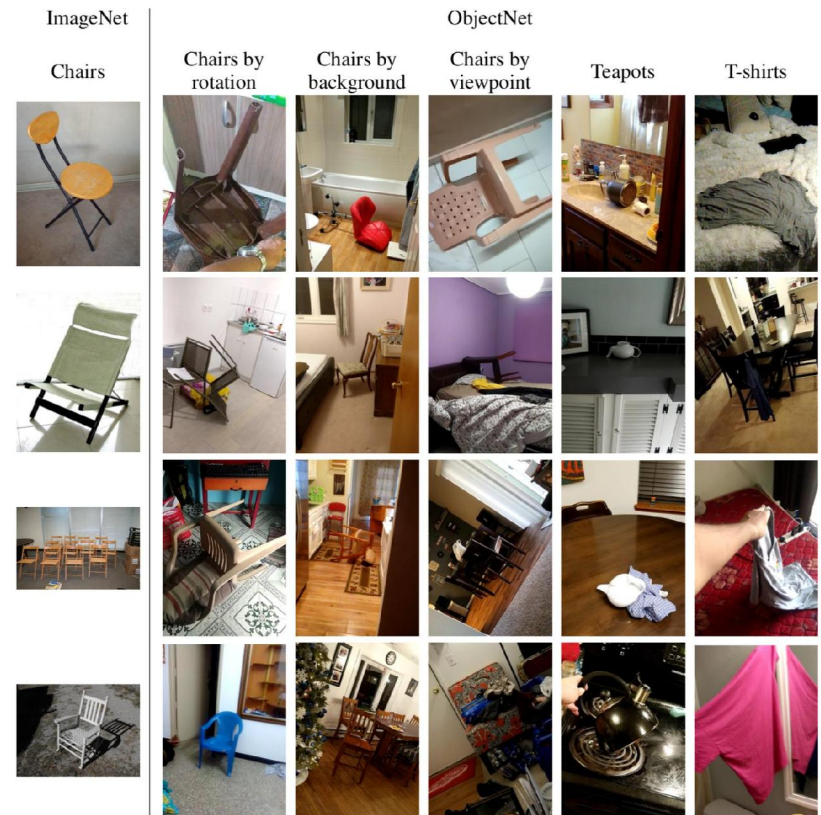 ImageNet
ObjectNet
Chairs
Chairs by
rotation
Chairs by
background
Chairs by
viewpoint
Teapots
T-shirts